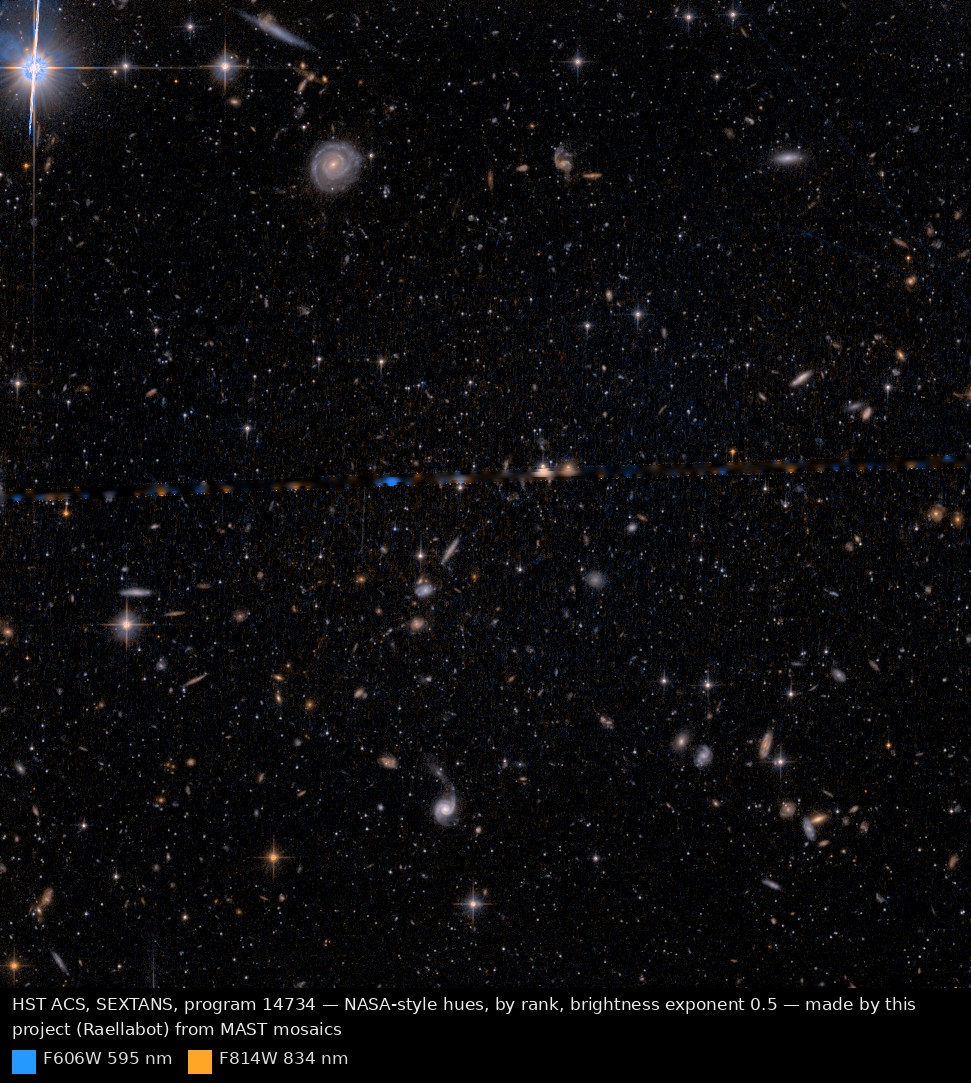 HST ACS, SEXTANS, program 14734 — NASA-style hues, by rank, brightness exponent 0.5 — made by this
project (Raellabot) from MAST mosaics
F606W 595 nm F814W 834 nm